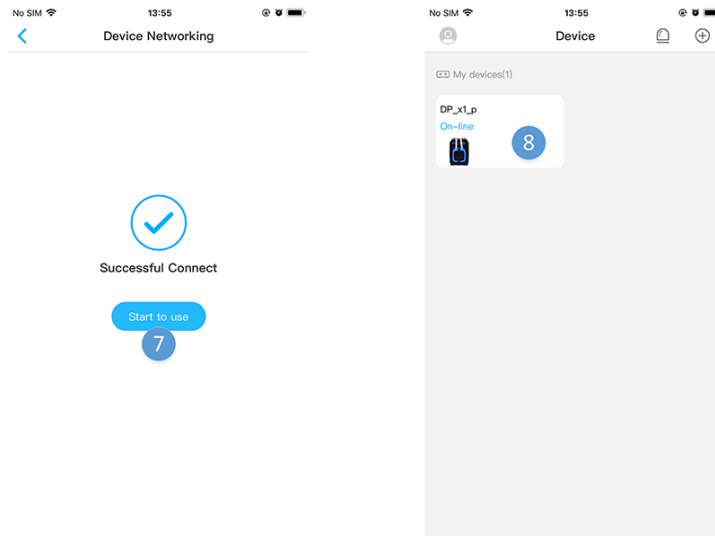 No SIM 13:55
Device Networking
Successful Connect
Start to use
7
No SIM 13:55
Device
My devices(1)
DP_x1_p
On-line
8